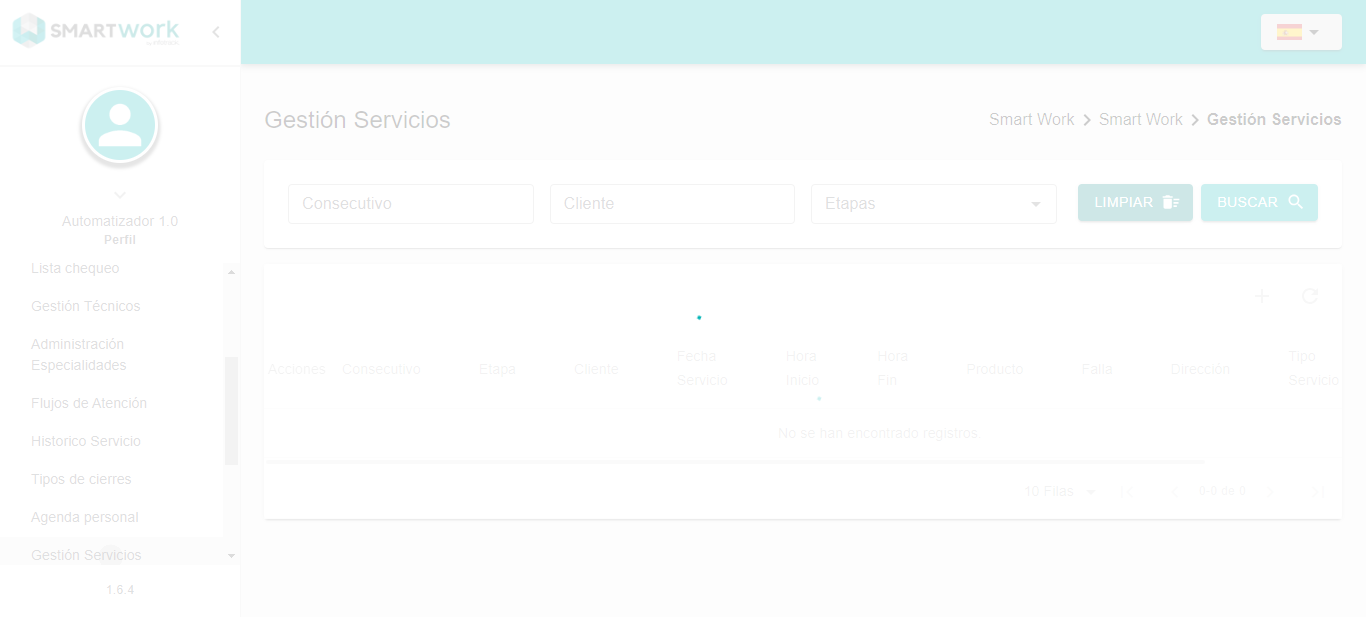 SMARTWORK
Gestión Servicios
Smart Work > Smart Work > Gestión Servicios
Automatizador 1.0
Perfil
Lista chequeo
Gestión Técnicos
Administración
Especialidades
Flujos de Atención
Historico Servicio
Tipos de cierres
Agenda personal
Gestión Servicios
1.6.4
Consecutivo
Cliente
Etapas
LIMPIAR
BUSCAR
Acciones
Consecutivo
Etapa
Cliente
Fecha
Servicio
Hora
Inicio
Hora
Fin
Producto
Falla
Dirección
Tipo
Servicio
No se han encontrado registros
10 Filas
0-0 de 0